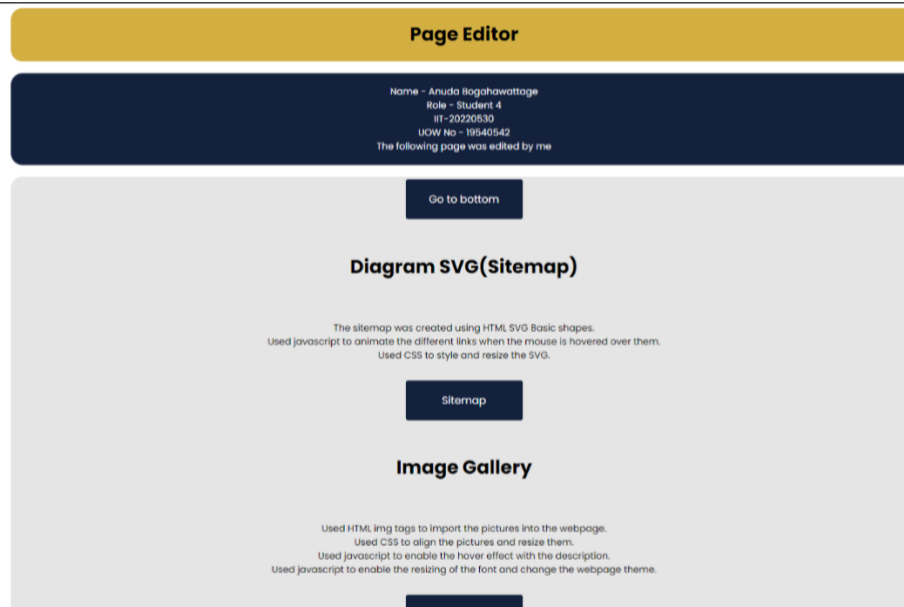 Page Editor
Name - Anuda Bogahawattage
Role - Student 4
IIT-20220530
UOW No - 19540542
The following page was edited by me
Go to bottom
Diagram SVG(Sitemap)
The sitemap was created using HTML SVG Basic shapes.
Used javascript to animate the different links when the mouse is hovered over them.
Used CSS to style and resize the SVG.
Sitemap
Image Gallery
Used HTML img tags to import the pictures into the webpage.
Used CSS to align the pictures and resize them.
Used javascript to enable the hover effect with the description.
Used javascript to enable the resizing of the font and change the webpage theme.